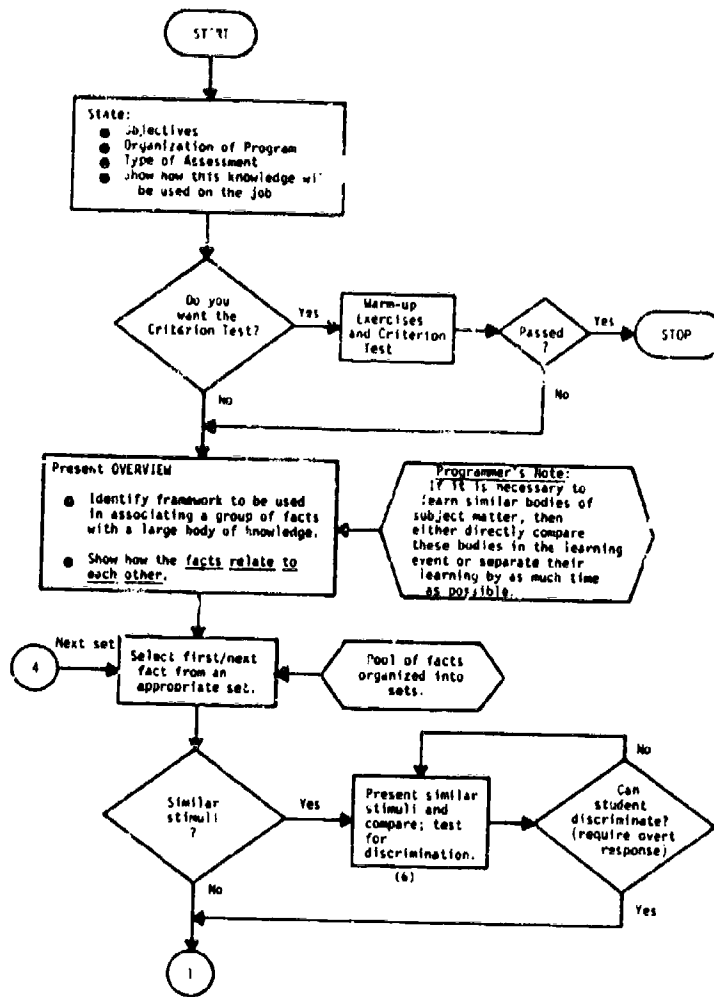 START
State:
● Objectives
● Organization of Program
● Type of Assessment
● Show how this knowledge wil
be used on the job
Do you
want the
Criterion Test?
Yes
Warm-up
Exercises
and Criterion
Test
Passed
?
Yes
STOP
No
No
Present OVERVIEW
● Identify framework to be used
in associating a group of facts
with a large body of knowledge.
● Show how the facts relate to
each other.
Programmer's Note:
If it is necessary to
learn similar bodies of
subject matter, then
either directly compare
these bodies in the learning
event or separate their
learning by as much time
as possible.
4
Next set
Select first/next
fact from an
appropriate set.
Pool of facts
organized into
sets.
Similar
stimuli
?
Yes
Present similar
stimuli and
compare; test
for
discrimination.
(6)
No
Can
student
discriminate?
(require overt
response)
Yes
No
1